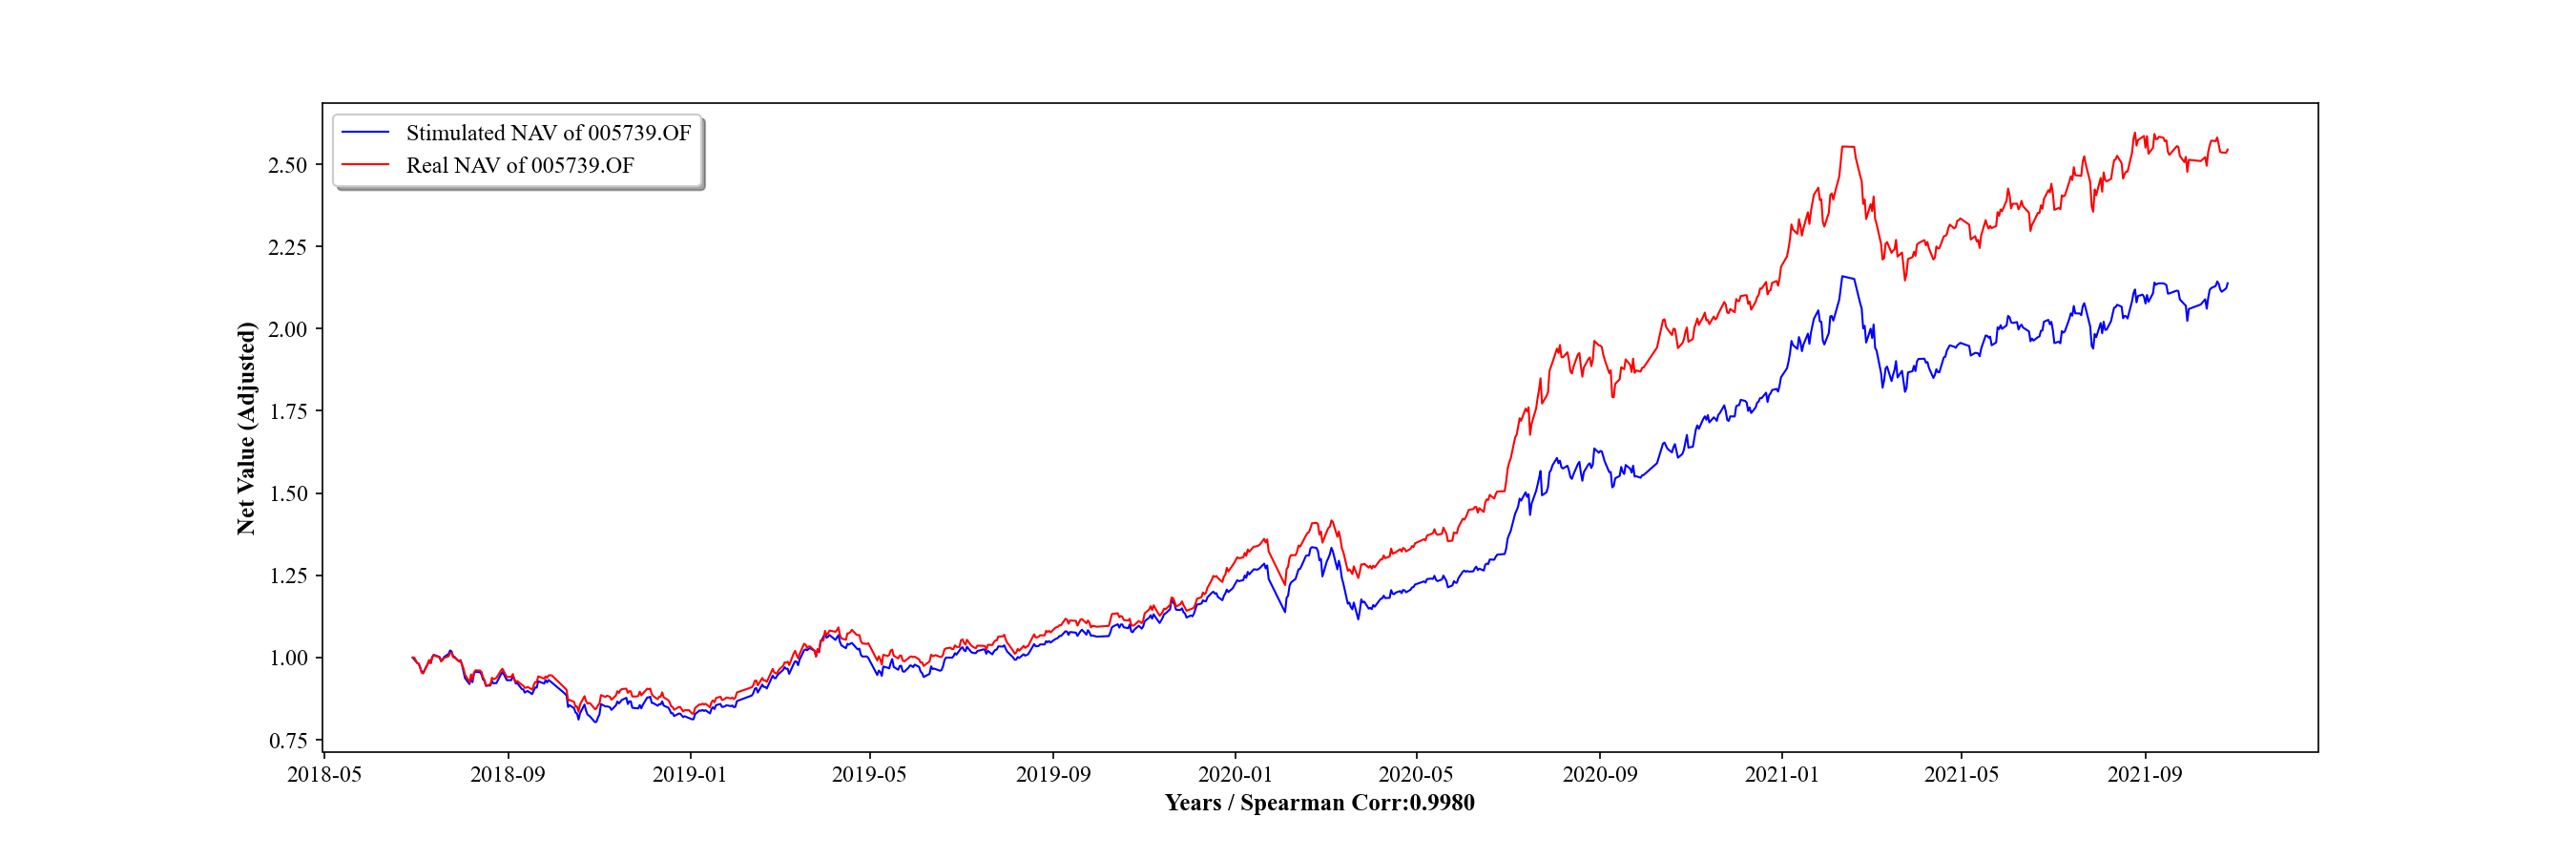 Stimulated NAV of 005739.OF
Real NAV of 005739.OF
Net Value (Adjusted)
2.50
2.25
2.00
1.75
1.50
1.25
1.00
0.75
2018-05 2018-09 2019-01 2019-05 2019-09 2020-01 2020-05 2020-09 2021-01 2021-05 2021-09
Years / Spearman Corr:0.9980